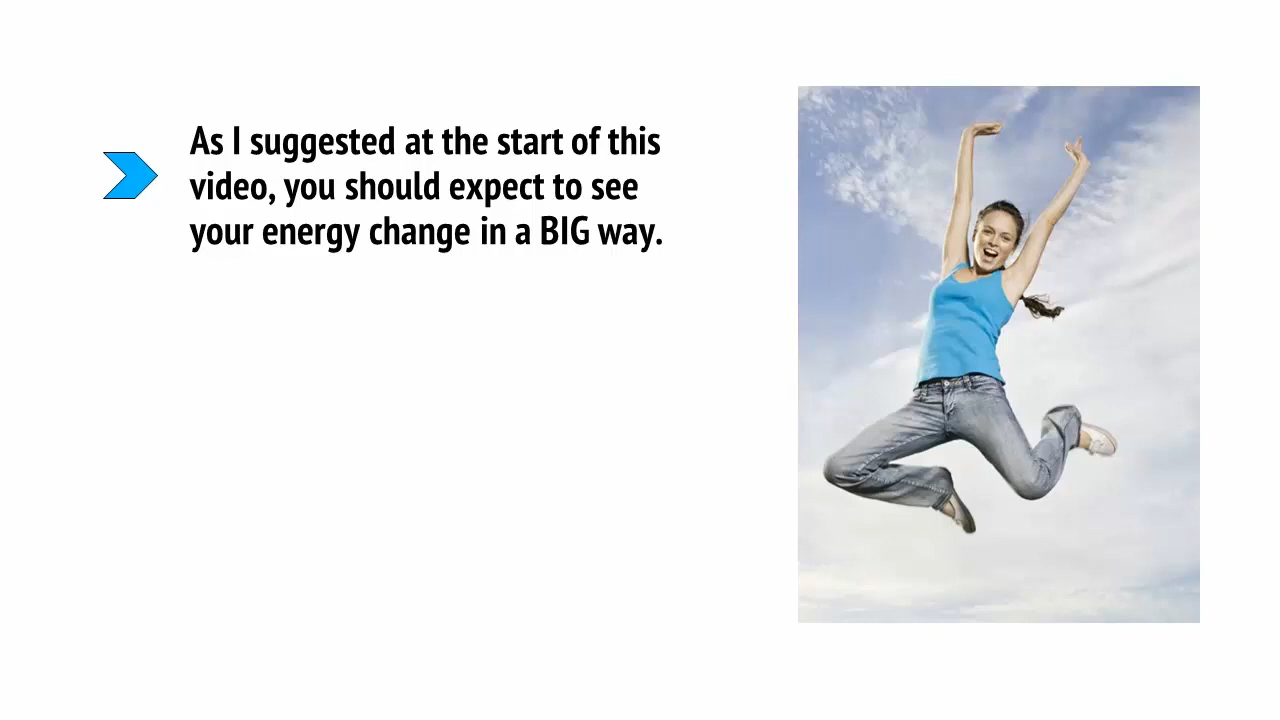 As I suggested at the start of this
video, you should expect to see
your energy change in a BIG way.